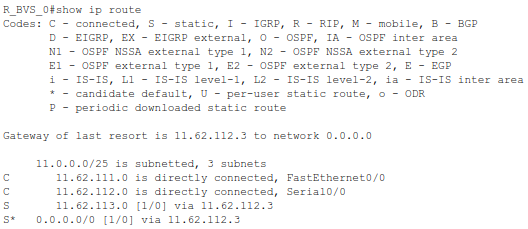 R_BVS_0#show ip route
Codes: C - connected, S - static, I - IGRP, R - RIP, M - mobile, B - BGP
D - EIGRP, EX - EIGRP external, O - OSPF, IA - OSPF inter area
N1 - OSPF NSSA external type 1, N2 - OSPF NSSA external type 2
E1 - OSPF external type 1, E2 - OSPF external type 2, E - EGP
i - IS-IS, L1 - IS-IS level-1, L2 - IS-IS level-2, ia - IS-IS inter area
* - candidate default, U - per-user static route, o - ODR
P - periodic downloaded static route
Gateway of last resort is 11.62.112.3 to network 0.0.0.0
11.0.0.0/25 is subnetted, 3 subnets
C 11.62.111.0 is directly connected, FastEthernet0/0
C 11.62.112.0 is directly connected, Serial0/0
S 11.62.113.0 [1/0] via 11.62.112.3
S* 0.0.0.0/0 [1/0] via 11.62.112.3